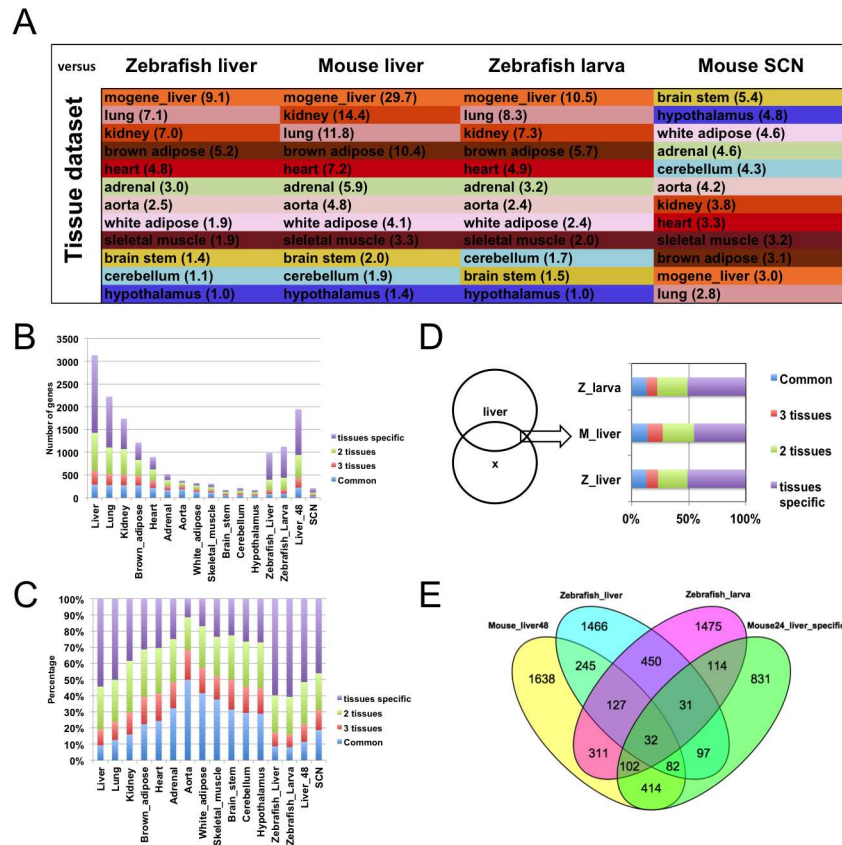 A
versus Zebrafish liver Mouse liver Zebrafish larva Mouse SCN
Tissue dataset
mogene_liver (9.1) mogene_liver (29.7) mogene_liver (10.5) brain stem (5.4)
lung (7.1) kidney (14.4) lung (8.3) hypothalamus (4.8)
kidney (7.0) lung (11.8) kidney (7.3) white adipose (4.6)
brown adipose (5.2) brown adipose (10.4) brown adipose (5.7) adrenal (4.6)
heart (4.8) heart (7.2) heart (4.9) cerebellum (4.3)
adrenal (3.0) adrenal (5.9) adrenal (3.2) aorta (4.2)
aorta (2.5) aorta (4.8) aorta (2.4) kidney (3.8)
white adipose (1.9) white adipose (4.1) white adipose (2.4) heart (3.3)
sleletal muscle (1.9) sleletal muscle (3.3) sleletal muscle (2.0) sleletal muscle (3.2)
brain stem (1.4) brain stem (2.0) cerebellum (1.7) brown adipose (3.1)
cerebellum (1.1) cerebellum (1.9) brain stem (1.5) mogene_liver (3.0)
hypothalamus (1.0) hypothalamus (1.4) hypothalamus (1.0) lung (2.8)
B
Number of genes
3500
3000
2500
2000
1500
1000
500
0
Liver
Lung
Kidney
Brown_adipose
Heart
Adrenal
Aorta
White_adipose
Skeletal_muscle
Brain_stem
Cerebellum
Hypothalamus
Zebrafish_Liver
Zebrafish_Larva
Liver_48
SCN
tissues specific
2 tissues
3 tissues
Common
D
liver
x
Z_larva
M_liver
Z_liver
0% 50% 100%
Common
3 tissues
2 tissues
tissues specific
C
Percentage
100%
90%
80%
70%
60%
50%
40%
30%
20%
10%
0%
Liver
Lung
Kidney
Brown_adipose
Heart
Adrenal
Aorta
White_adipose
Skeletal_muscle
Brain_stem
Cerebellum
Hypothalamus
Zebrafish_Liver
Zebrafish_Larva
Liver_48
SCN
tissues specific
2 tissues
3 tissues
Common
E
Zebrafish_liver Zebrafish_larva
Mouse_liver48 Mouse24_liver_specific
1466 1475
1638 245 450 114 831
127 31
32
311 97
102 82
414